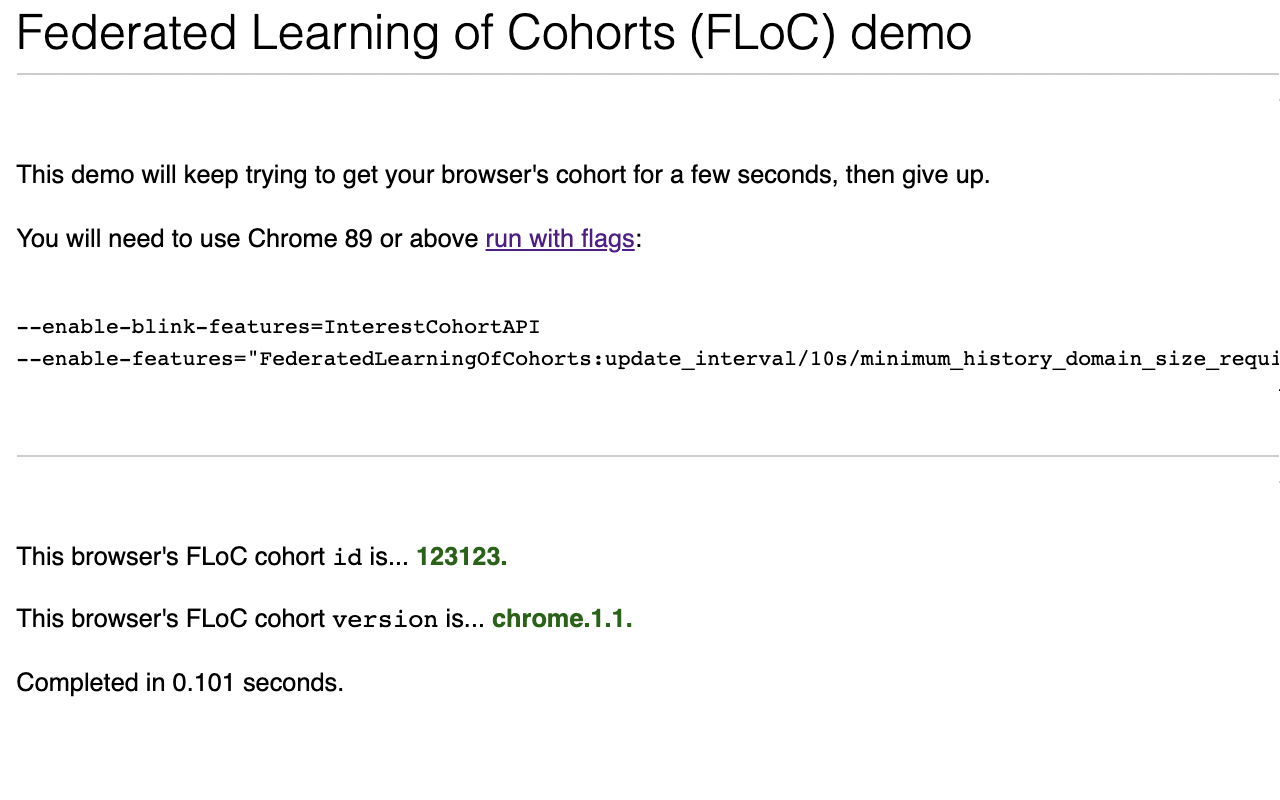 Federated Learning of Cohorts (FLoC) demo
This demo will keep trying to get your browser's cohort for a few seconds, then give up.
You will need to use Chrome 89 or above run with flags:
--enable-blink-features=InterestCohortAPI
--enable-features="FederatedLearningOfCohorts:update_interval/10s/minimum_history_domain_size_requi
This browser's FLoC cohort id is... 123123.
This browser's FLoC cohort version is... chrome.1.1.
Completed in 0.101 seconds.